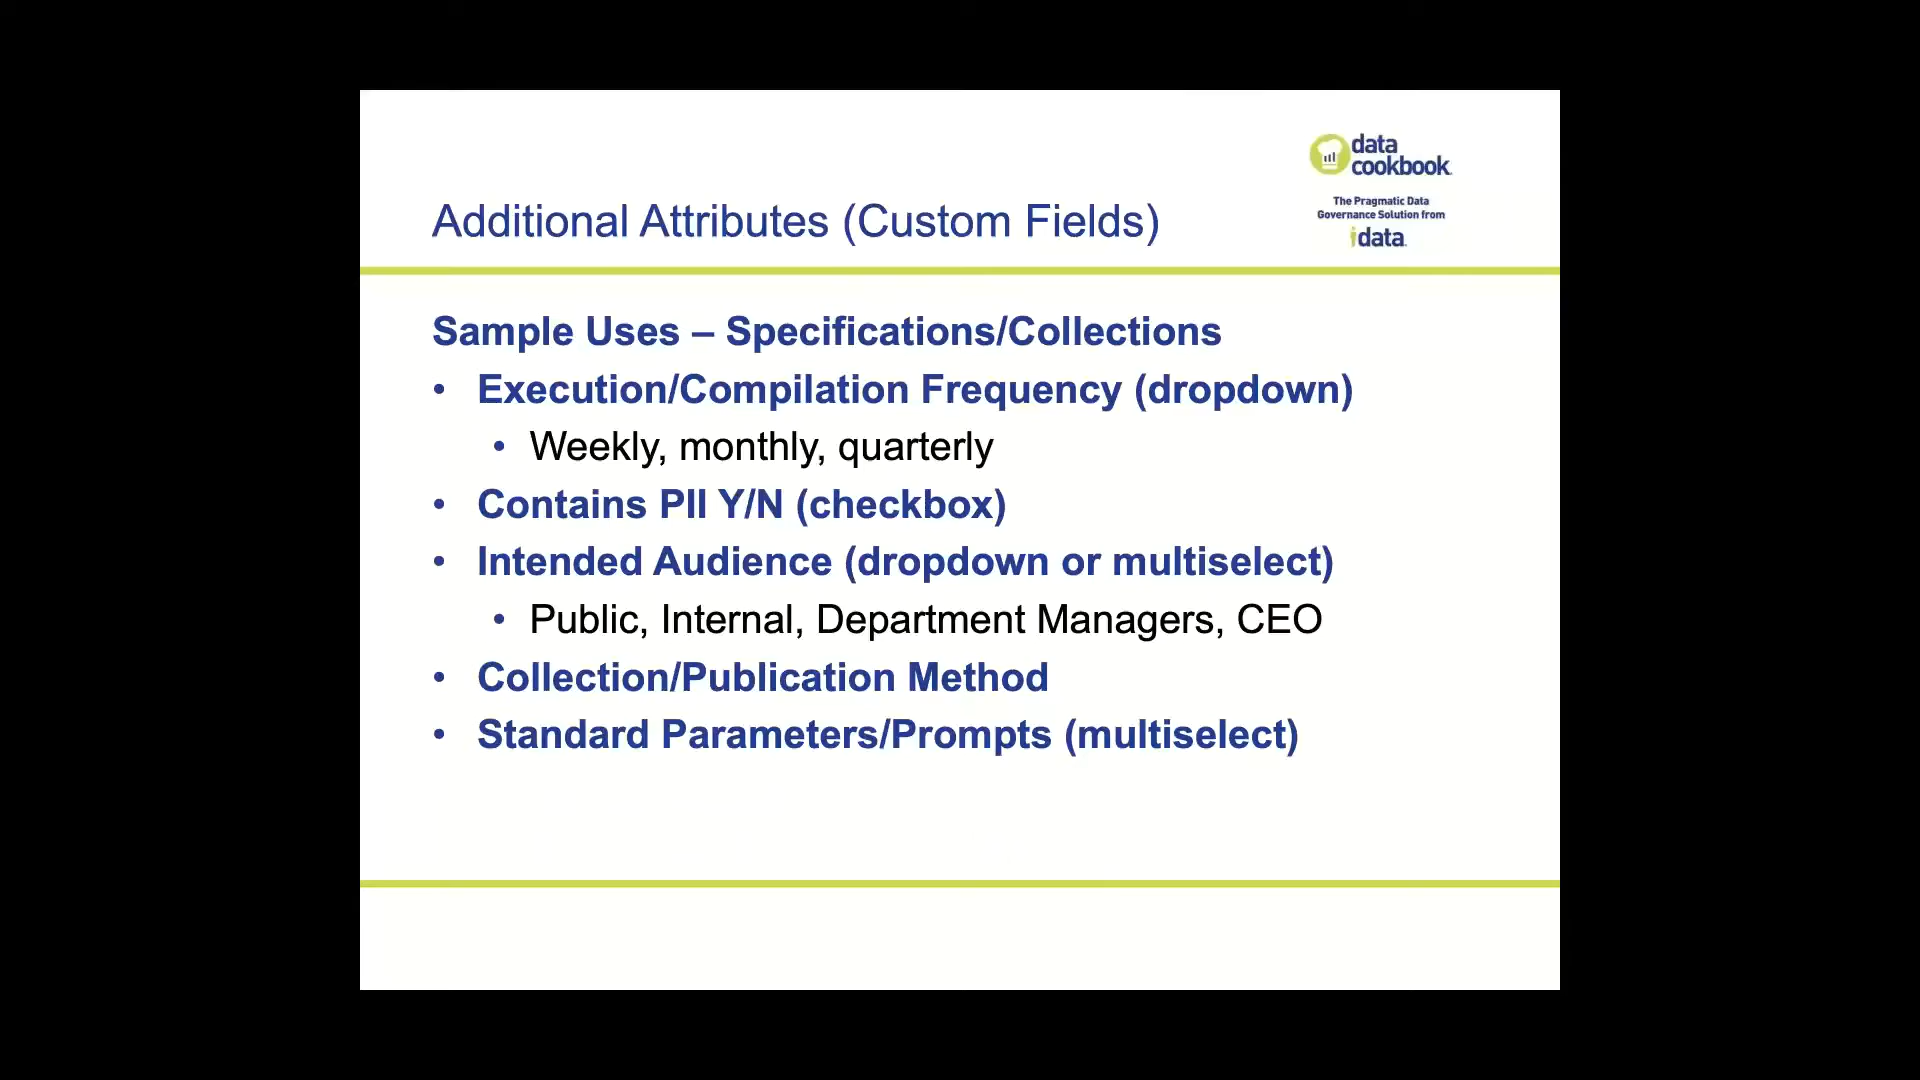 data
cookbook
The Pragmatic Data
Governance Solution from
idata
Additional Attributes (Custom Fields)
Sample Uses – Specifications/Collections
• Execution/Compilation Frequency (dropdown)
• Weekly, monthly, quarterly
• Contains PII Y/N (checkbox)
• Intended Audience (dropdown or multiselect)
• Public, Internal, Department Managers, CEO
• Collection/Publication Method
• Standard Parameters/Prompts (multiselect)